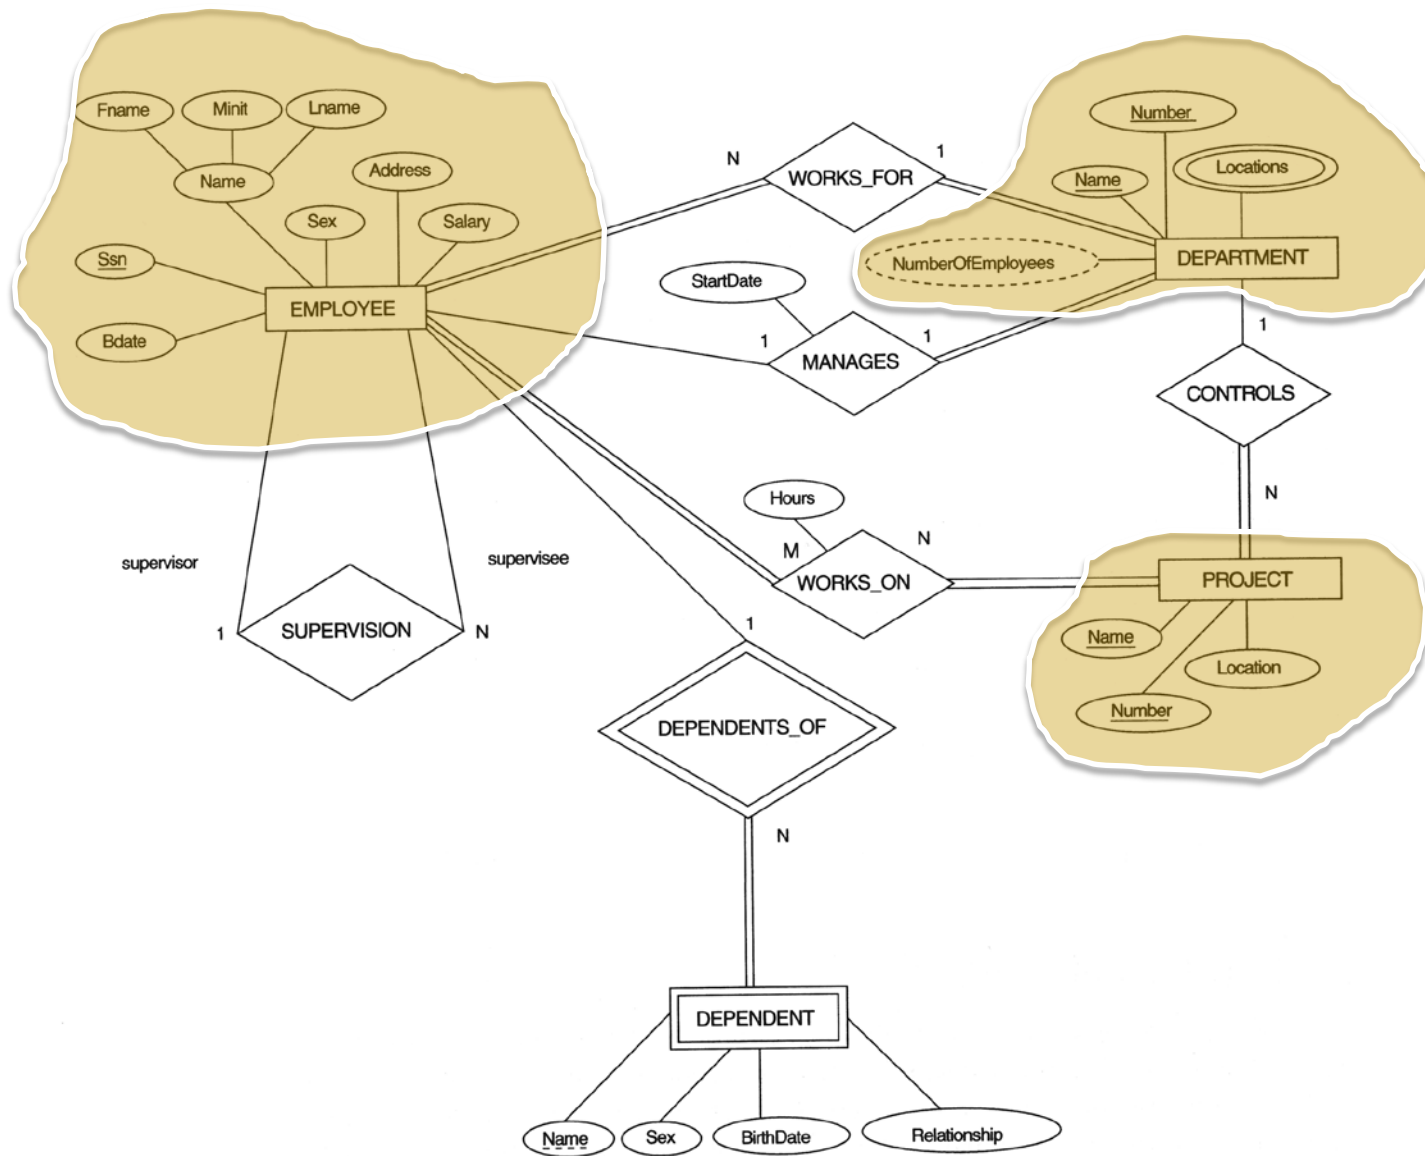 Fname
Minit
Lname
Name
Address
Sex
Salary
Ssn
Bdate
EMPLOYEE
N
WORKS_FOR
1
Number
Locations
Name
NumberOfEmployees
DEPARTMENT
StartDate
1
MANAGES
1
1
CONTROLS
N
Hours
M
N
WORKS_ON
PROJECT
Name
Location
Number
supervisor
supervisee
1
SUPERVISION
N
1
DEPENDENTS_OF
N
DEPENDENT
Name
Sex
BirthDate
Relationship